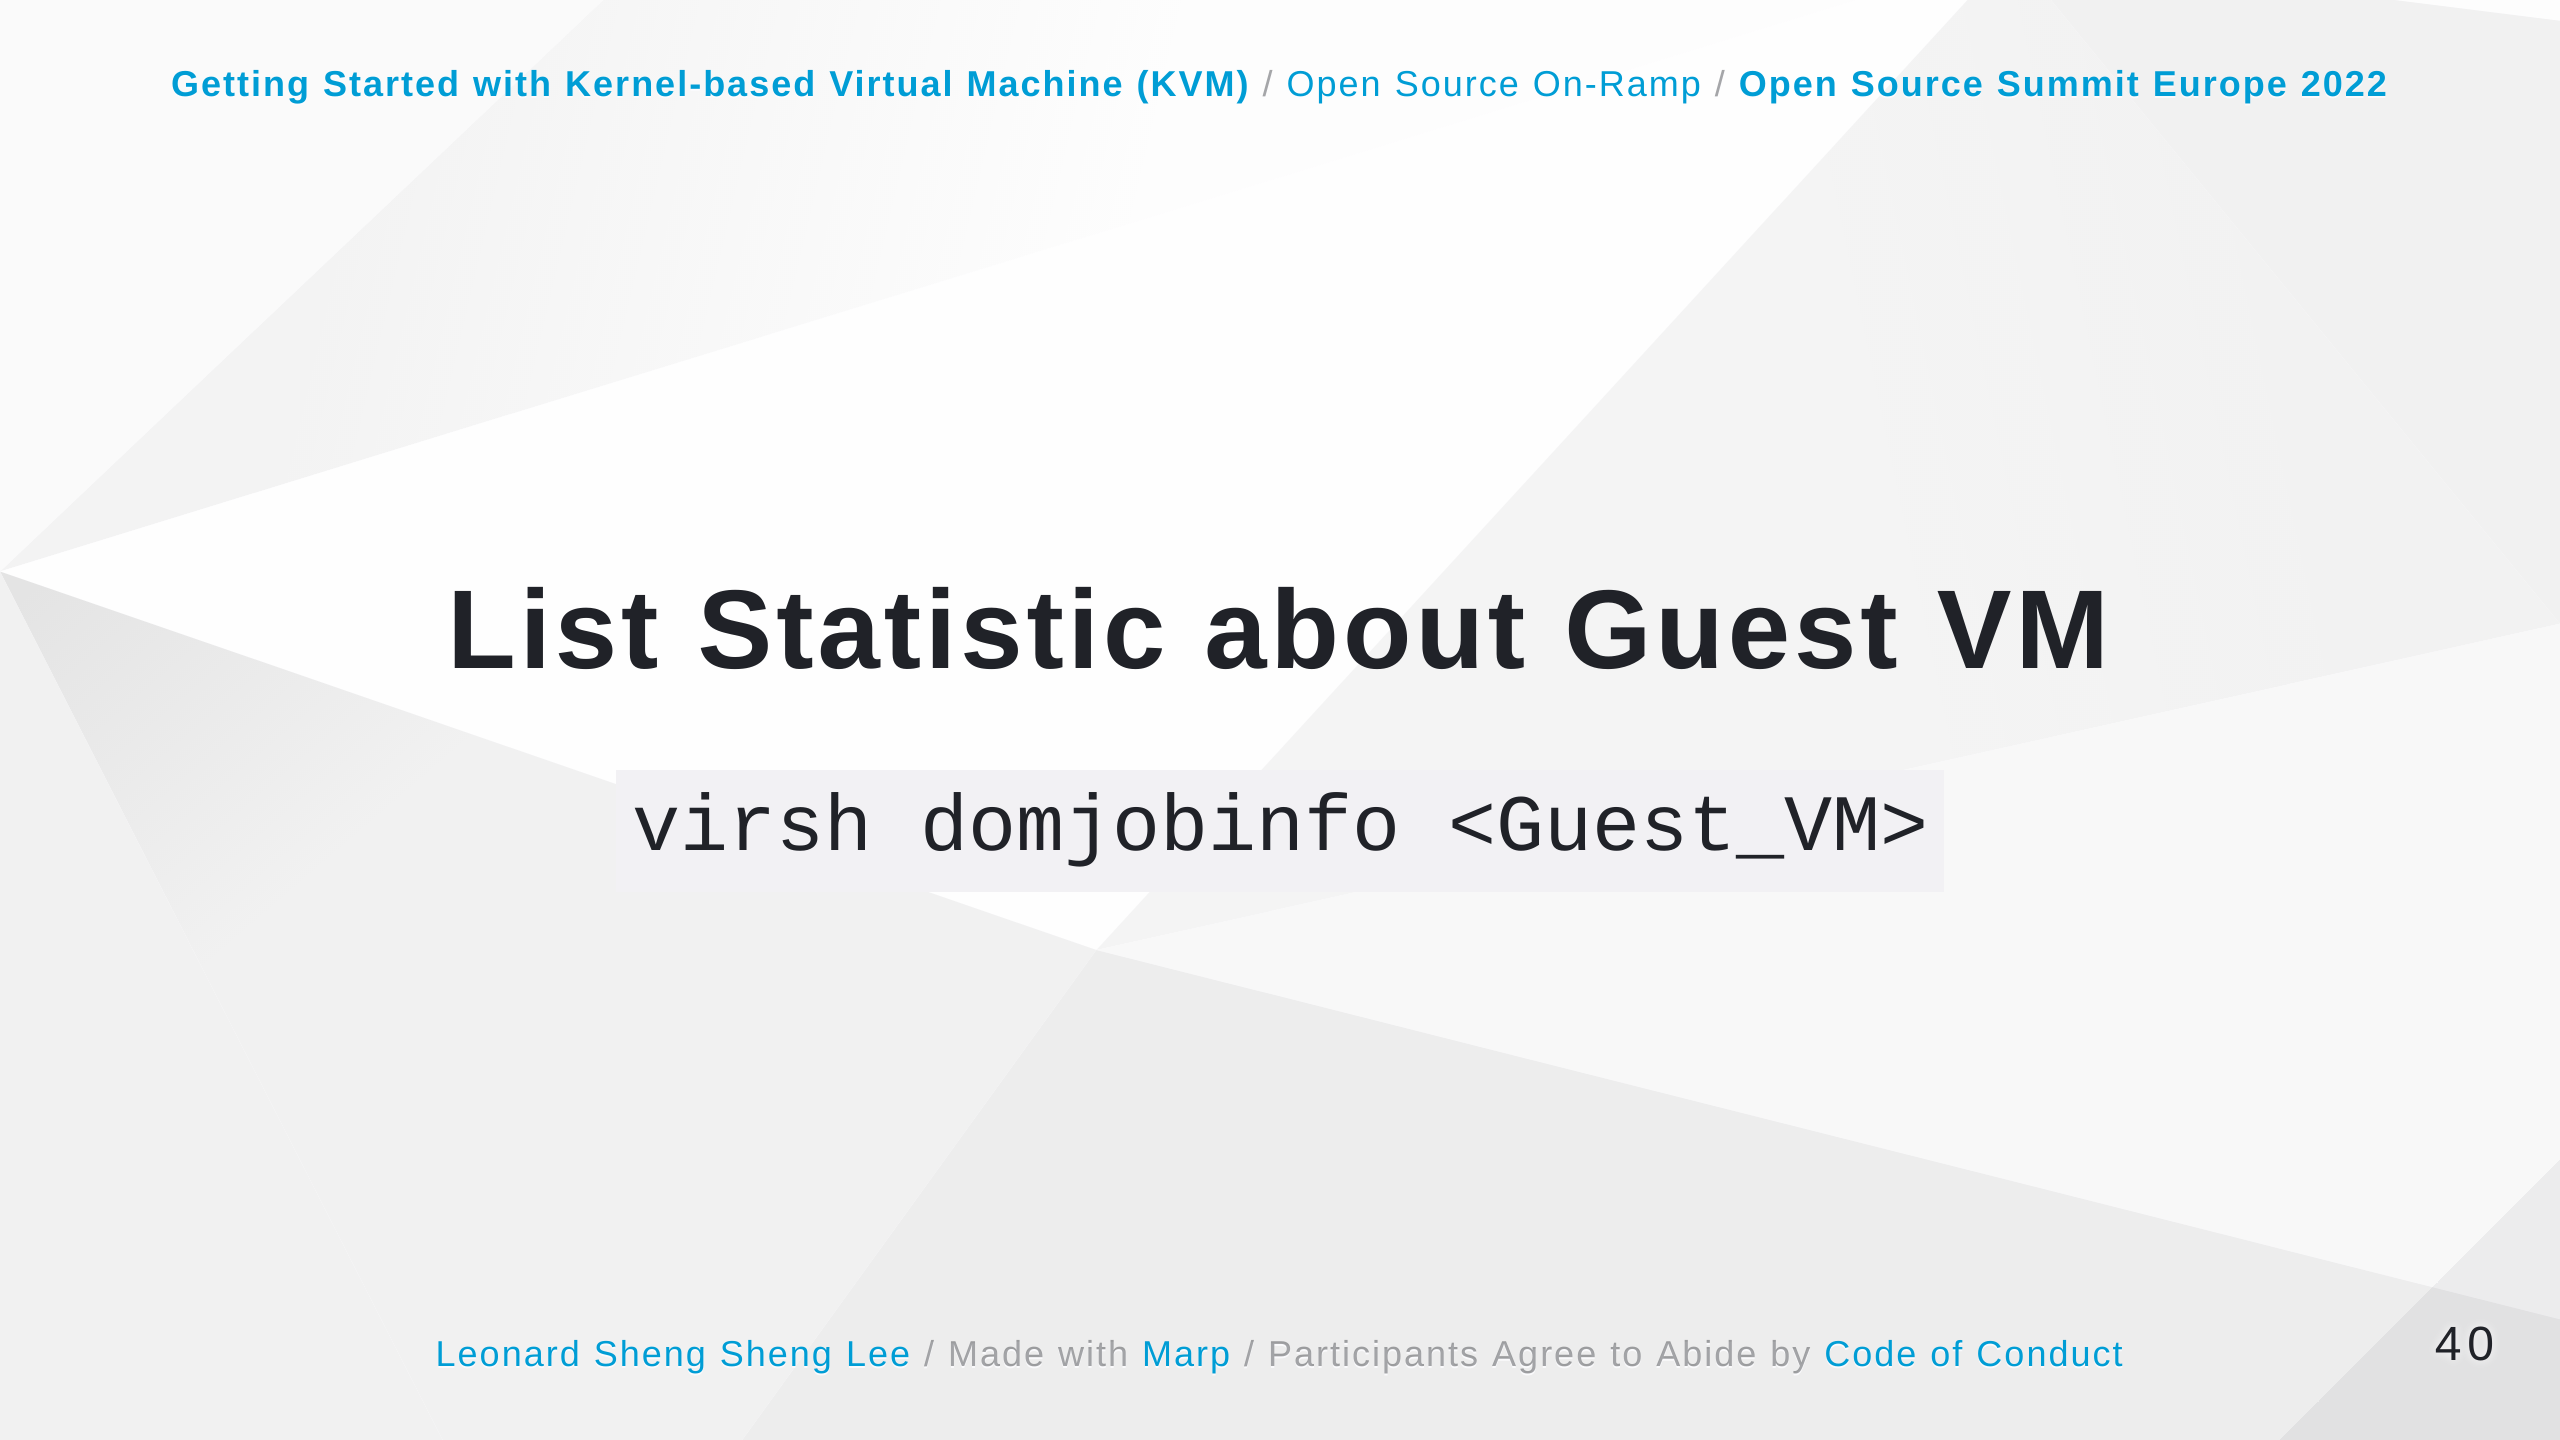 Getting Started with Kernel-based Virtual Machine (KVM) / Open Source On-Ramp / Open Source Summit Europe 2022
List Statistic about Guest VM
virsh domjobinfo <Guest_VM>
Leonard Sheng Sheng Lee / Made with Marp / Participants Agree to Abide by Code of Conduct
40